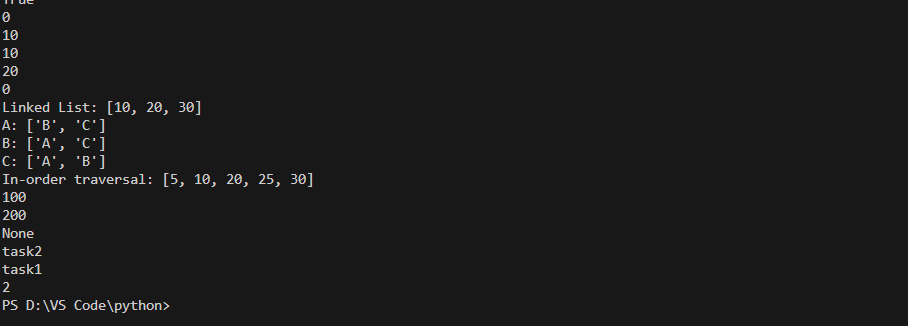 True
0
10
10
20
0
Linked List: [10, 20, 30]
A: ['B', 'C']
B: ['A', 'C']
C: ['A', 'B']
In-order traversal: [5, 10, 20, 25, 30]
100
200
None
task2
task1
2
PS D:\VS Code\python>